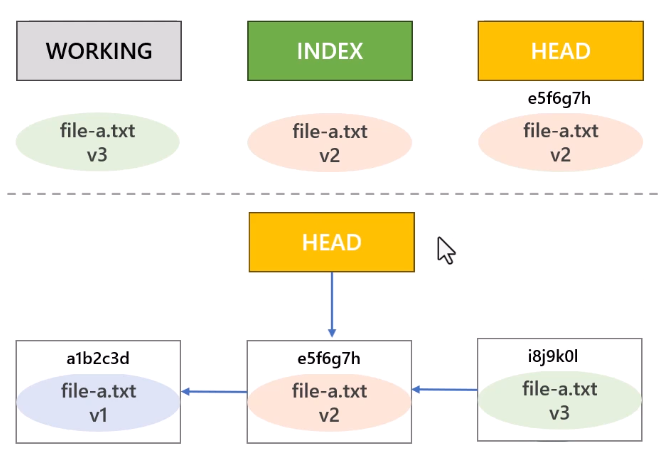 WORKING
INDEX
HEAD
e5f6g7h
file-a.txt
v3
file-a.txt
v2
file-a.txt
v2
HEAD
a1b2c3d
file-a.txt
v1
e5f6g7h
file-a.txt
v2
i8j9k0l
file-a.txt
v3